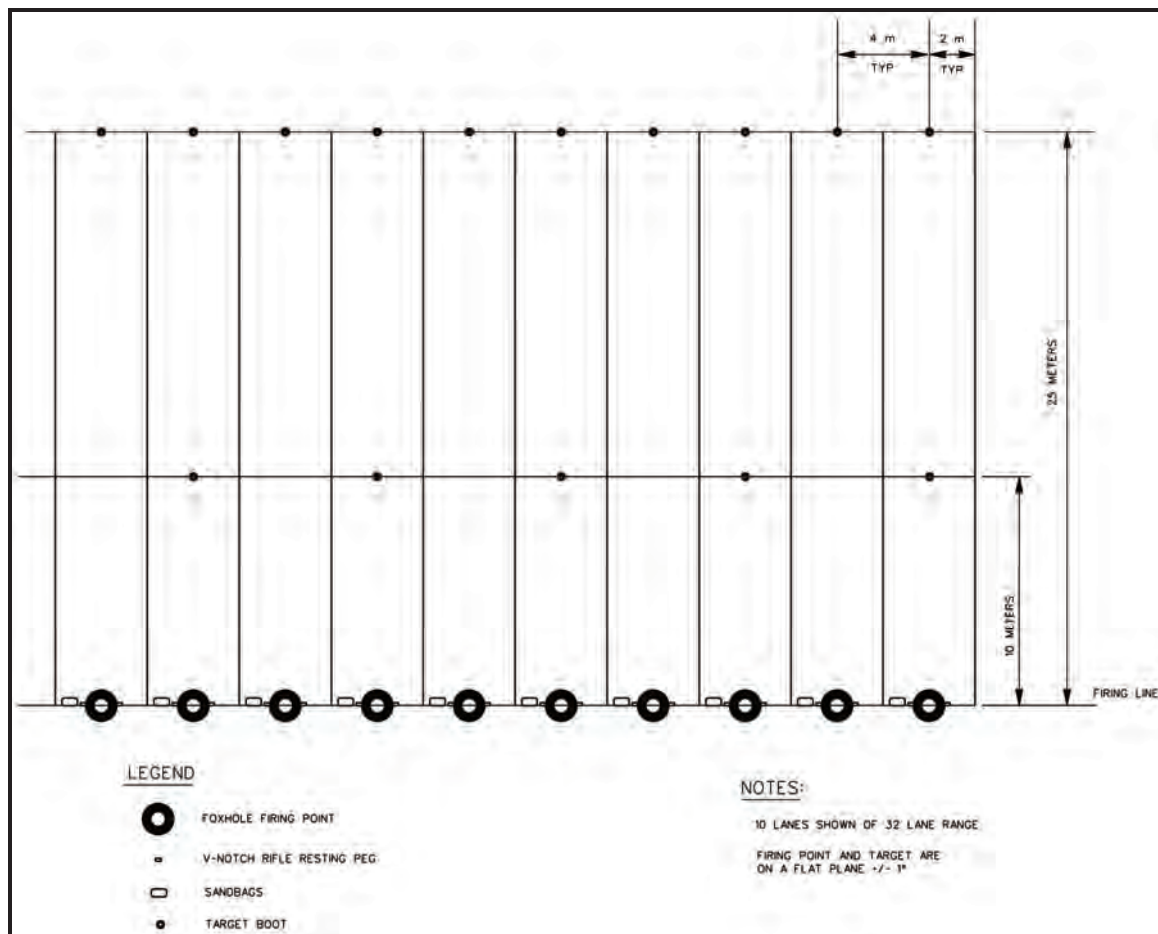 4 m
2 m
TYP
TYP
25 METERS
10 METERS
FIRING LINE
LEGEND
FOXHOLE FIRING POINT
V-NOTCH RIFLE RESTING PEG
SANDBAGS
TARGET BOOT
NOTES:
10 LANES SHOWN OF 32 LANE RANGE
FIRING POINT AND TARGET ARE
ON A FLAT PLANE +/- 1°